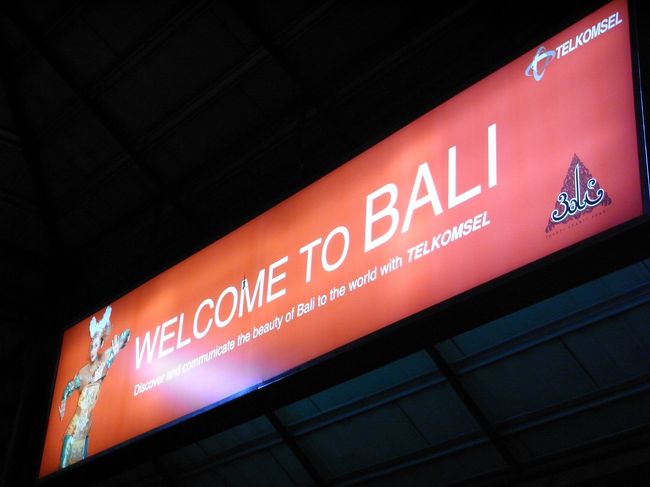 TELKOMSEL
WELCOME TO BALI
Discover and communicate the beauty of Bali to the world with TELKOMSEL
Bali